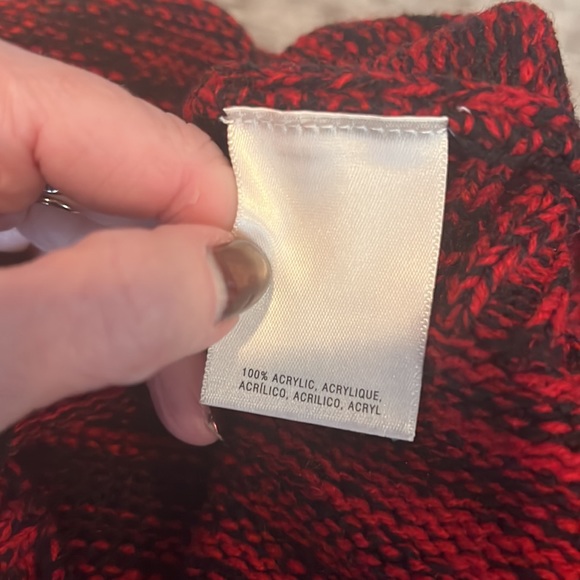 100% ACRYLIC, ACRYLIQUE,
ACRÍLICO, ACRILICO, ACRYL